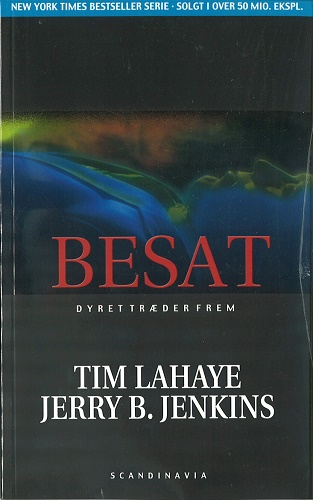 NEW YORK TIMES BESTSELLER SERIE · SOLGT I OVER 50 MIO. EKSPL.
BESAT
DYRET TRÆDER FREM
TIM LAHAYE
JERRY B. JENKINS
SCANDINAVIA